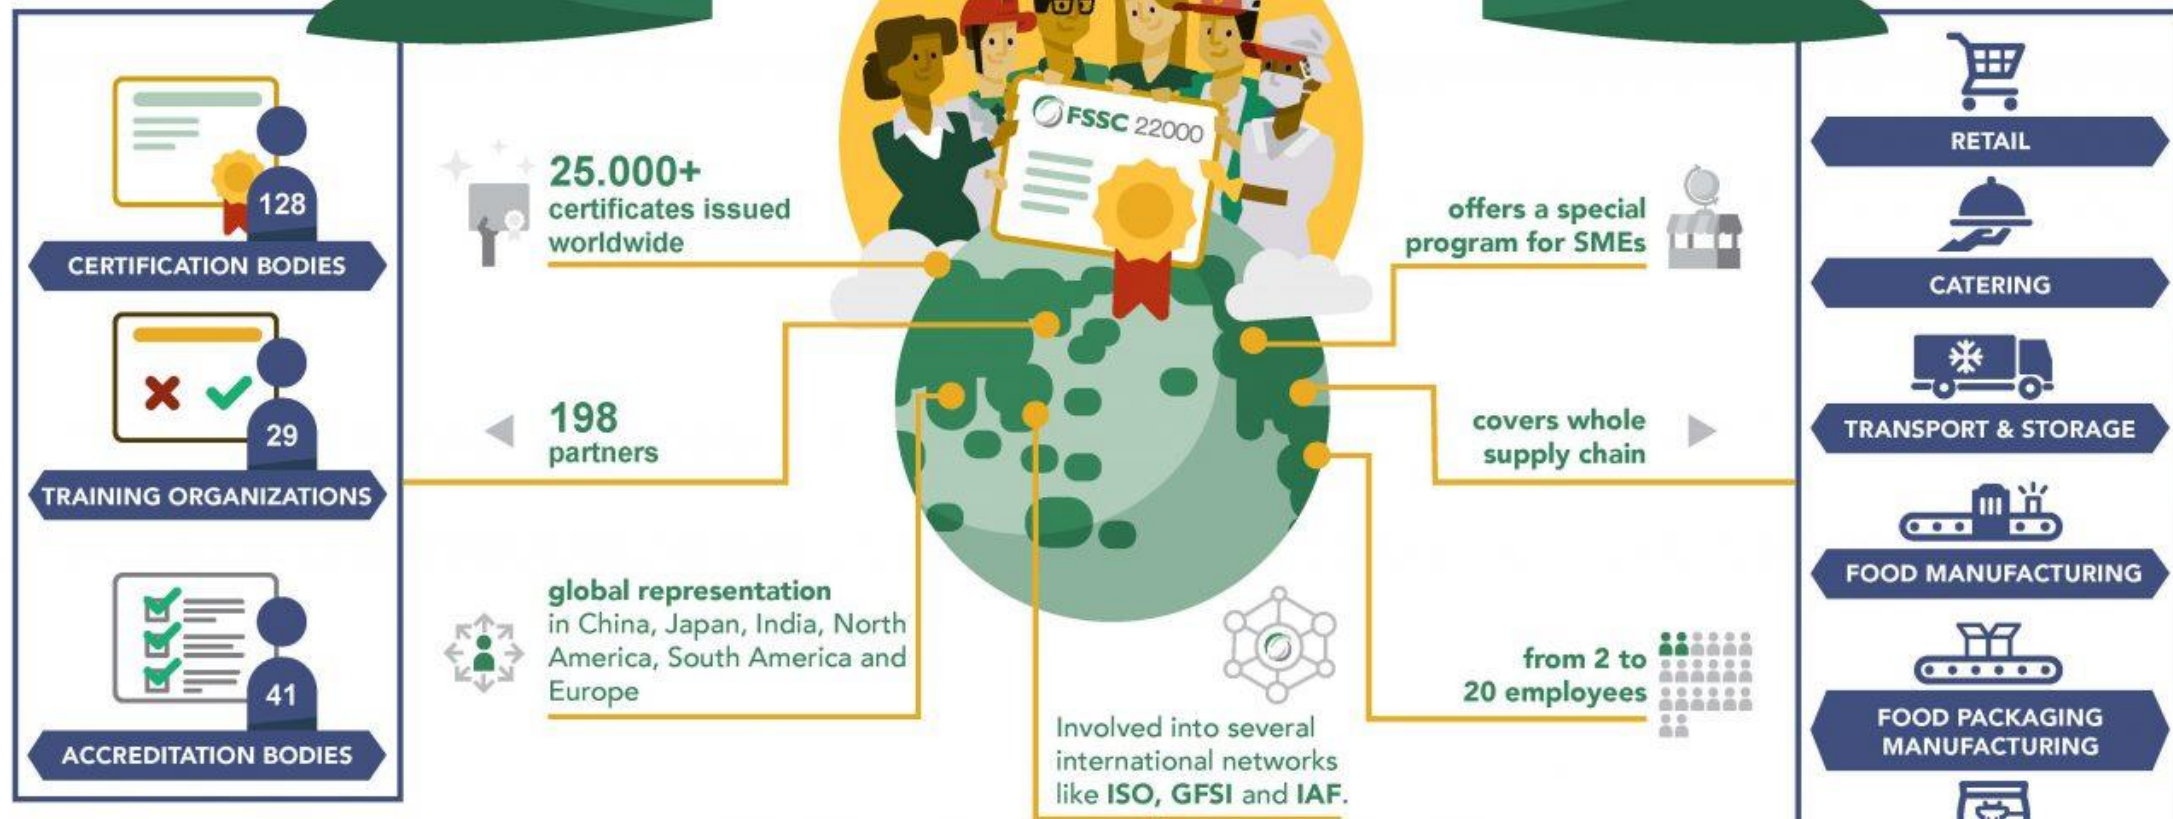 128
CERTIFICATION BODIES
29
TRAINING ORGANIZATIONS
41
ACCREDITATION BODIES
25.000+
certificates issued
worldwide
198
partners
global representation
in China, Japan, India, North
America, South America and
Europe
FSSC 22000
Involved into several
international networks
like ISO, GFSI and IAF.
offers a special
program for SMEs
covers whole
supply chain
from 2 to
20 employees
RETAIL
CATERING
TRANSPORT & STORAGE
FOOD MANUFACTURING
FOOD PACKAGING
MANUFACTURING